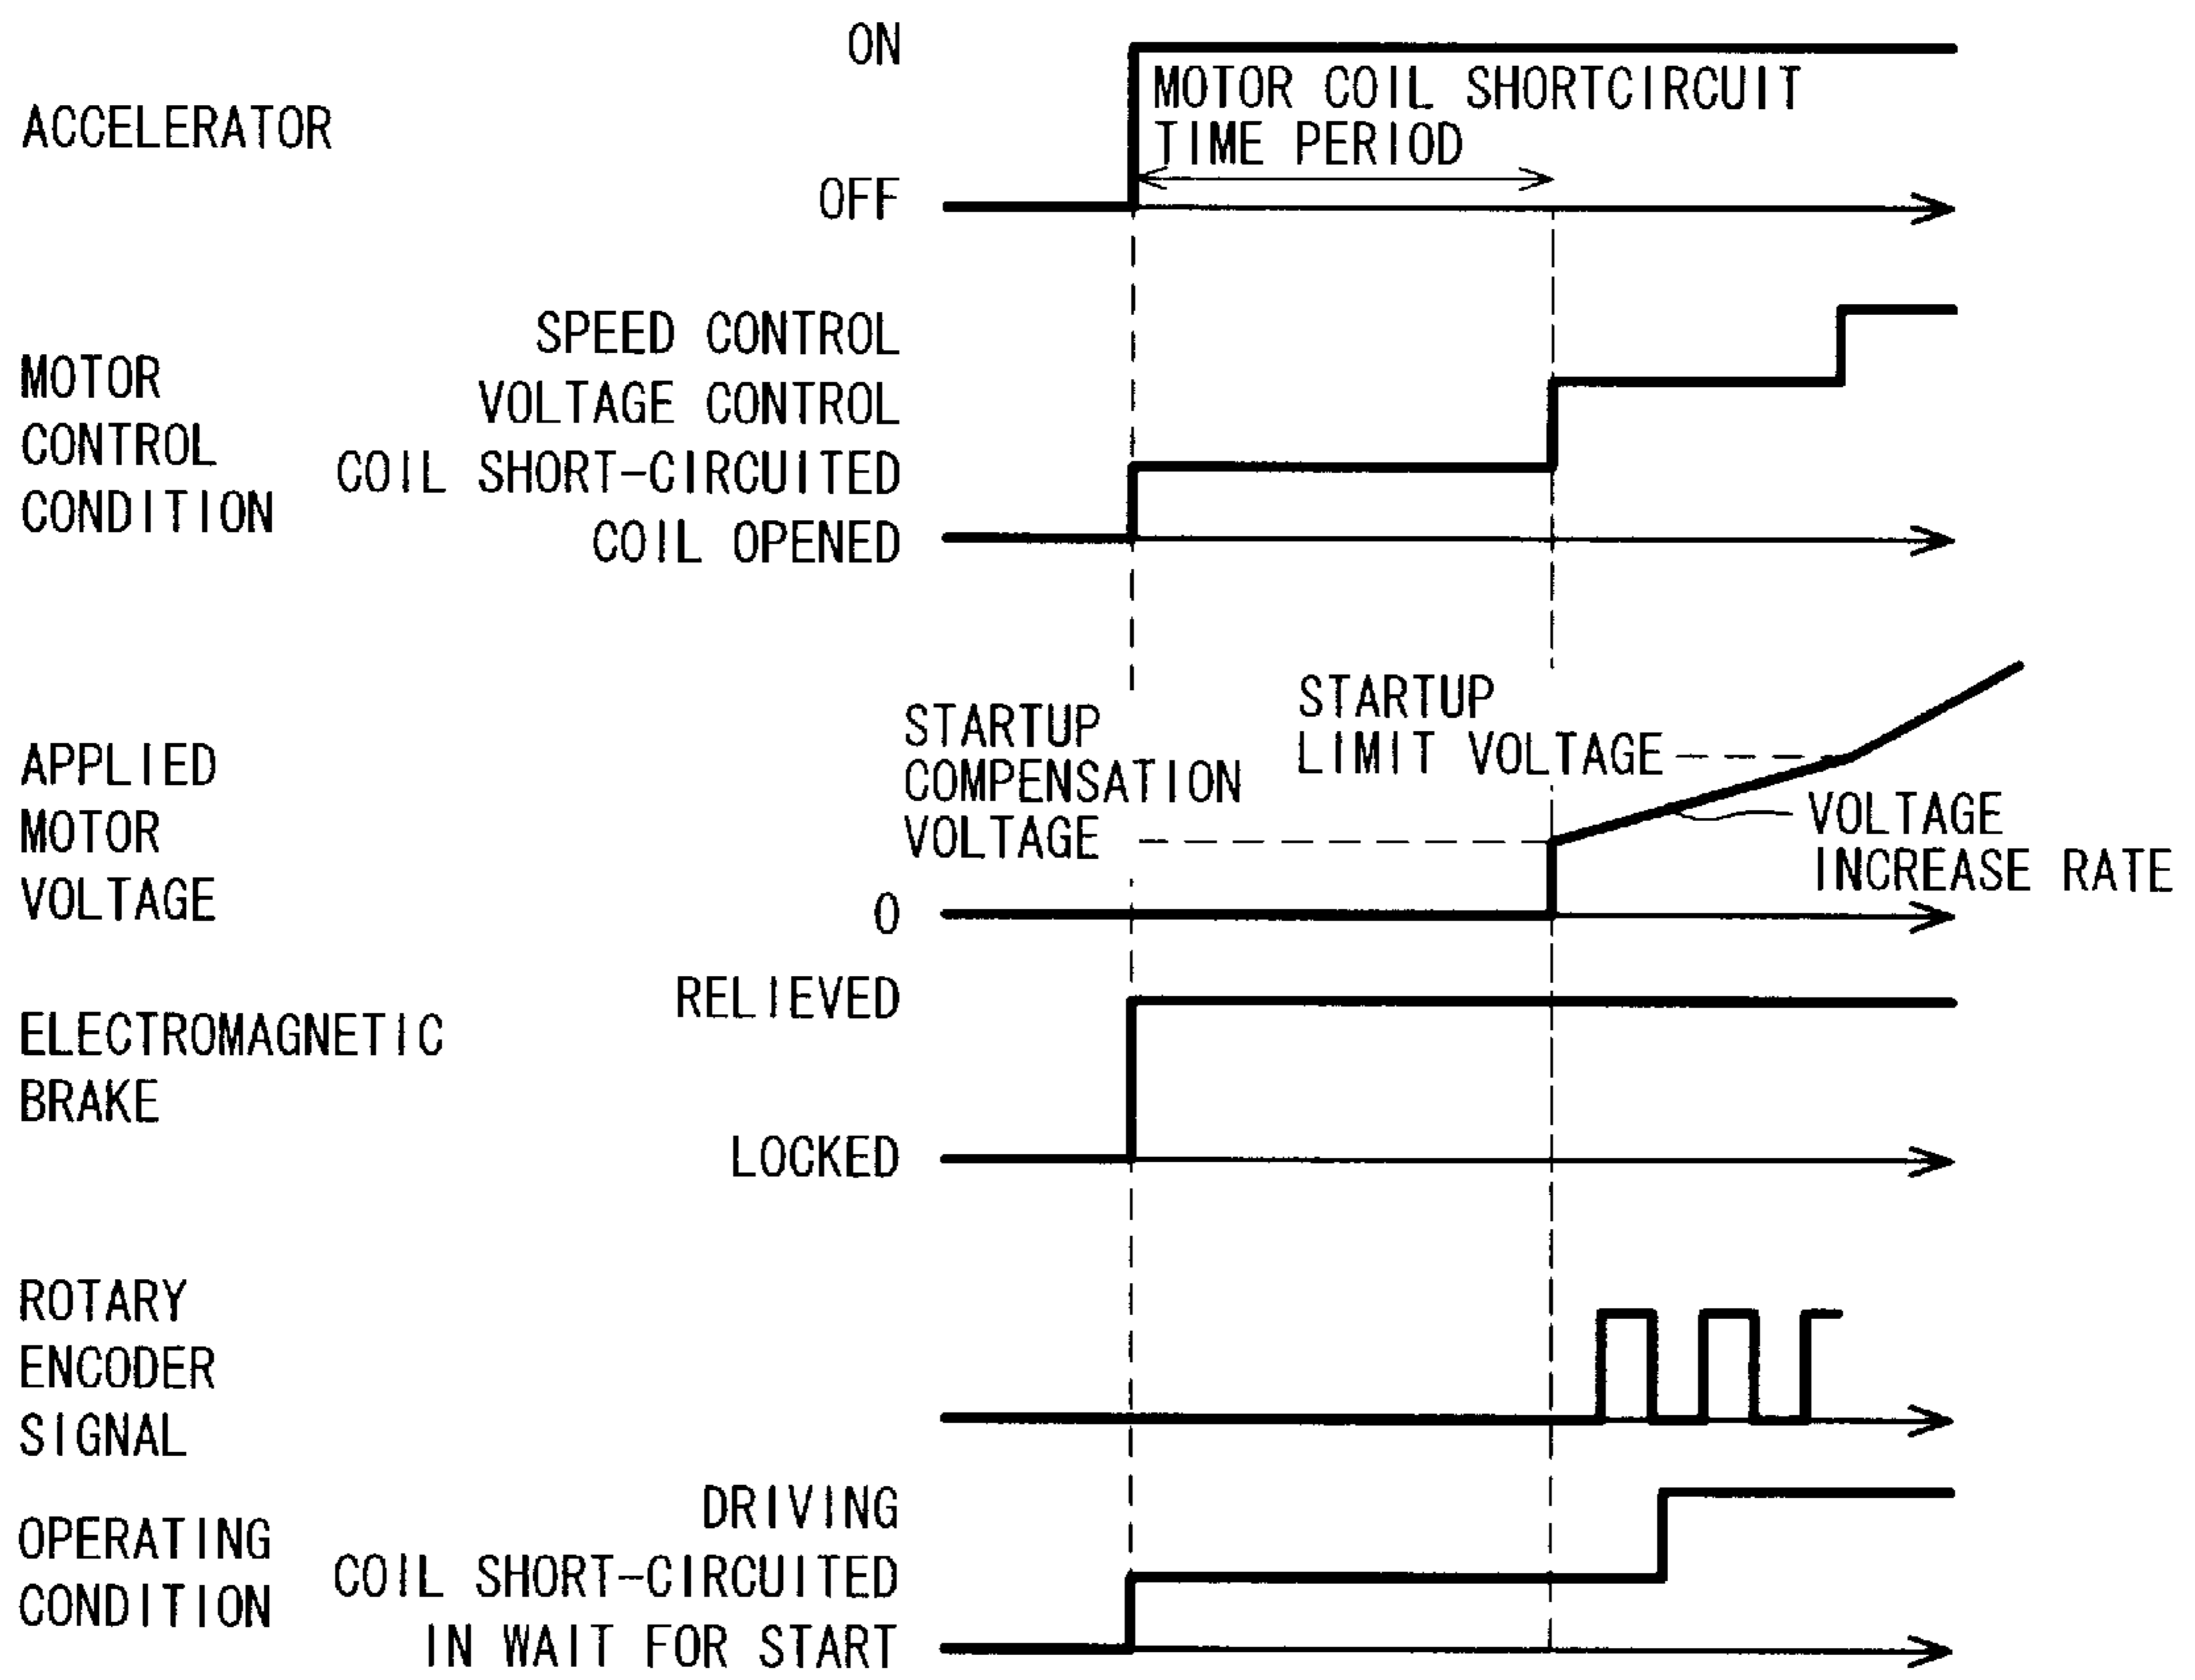 ON
ACCELERATOR
MOTOR COIL SHORTCIRCUIT
TIME PERIOD
OFF
MOTOR
CONTROL
CONDITION
SPEED CONTROL
VOLTAGE CONTROL
COIL SHORT-CIRCUITED
COIL OPENED
APPLIED
MOTOR
VOLTAGE
STARTUP
COMPENSATION
VOLTAGE
STARTUP
LIMIT VOLTAGE
VOLTAGE
INCREASE RATE
0
ELECTROMAGNETIC
BRAKE
RELIEVED
LOCKED
ROTARY
ENCODER
SIGNAL
OPERATING
CONDITION
DRIVING
COIL SHORT-CIRCUITED
IN WAIT FOR START